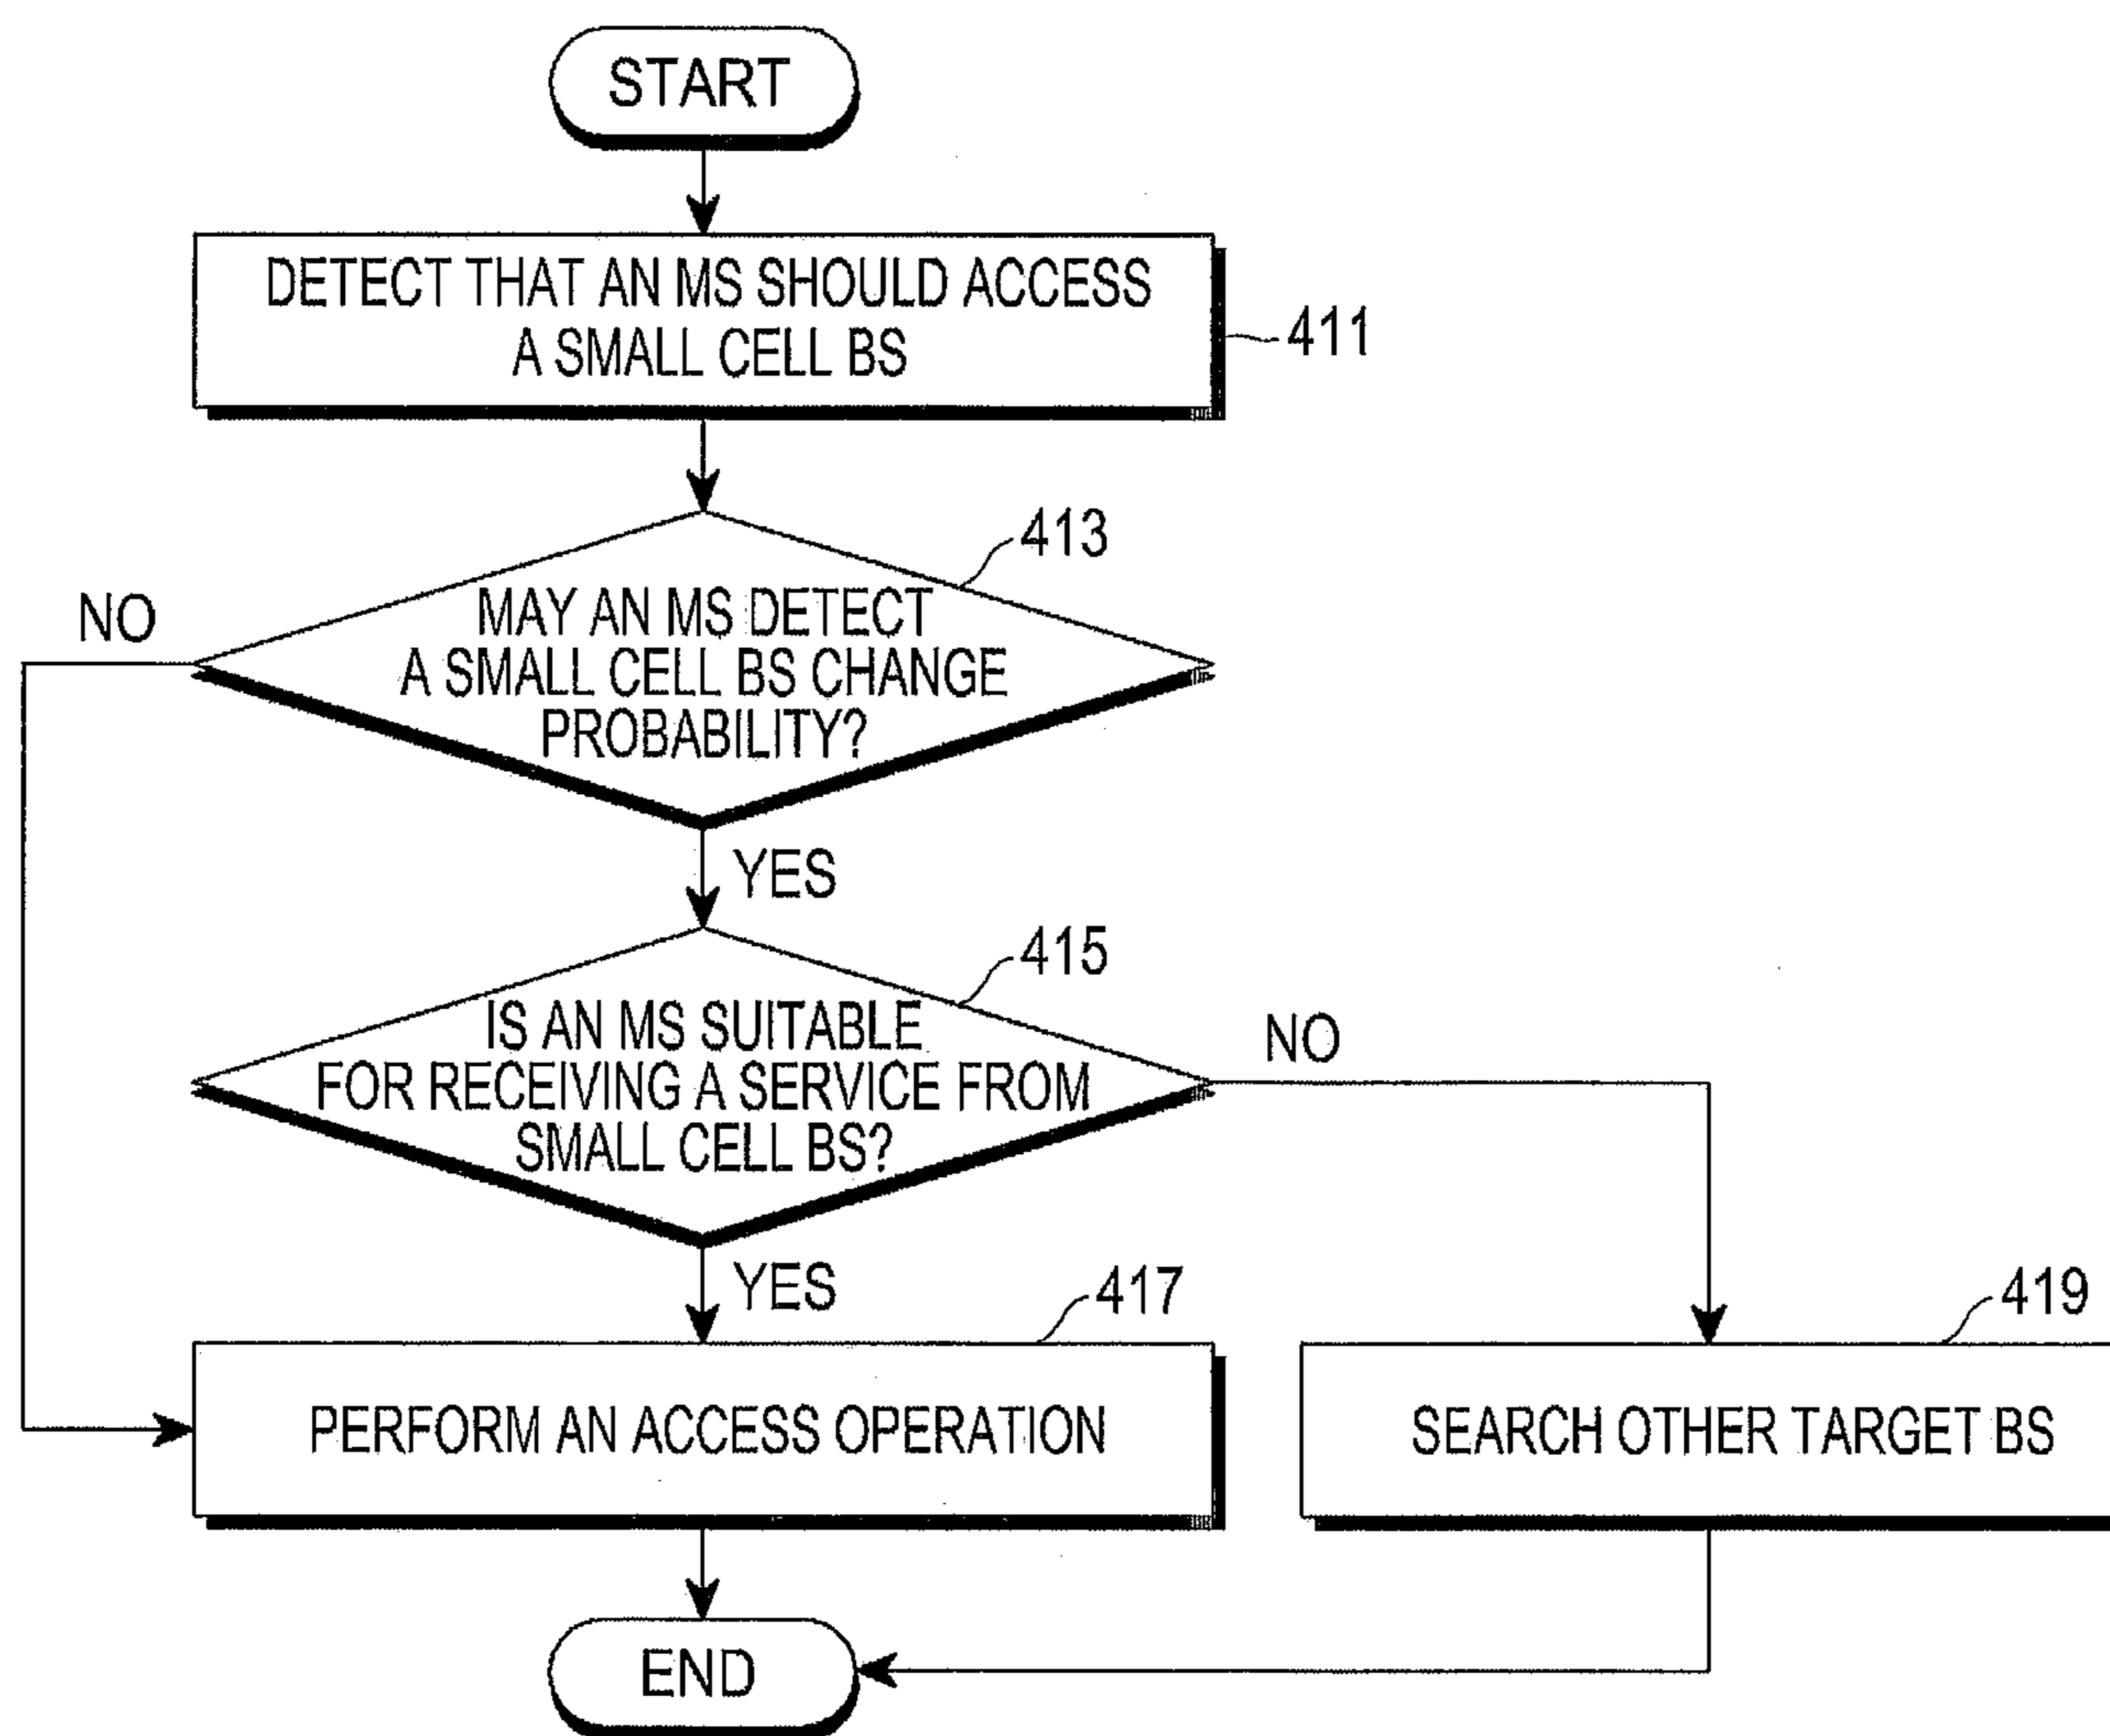 START
DETECT THAT AN MS SHOULD ACCESS
A SMALL CELL BS
411
413
MAY AN MS DETECT
A SMALL CELL BS CHANGE
PROBABILITY?
NO
YES
415
IS AN MS SUITABLE
FOR RECEIVING A SERVICE FROM
SMALL CELL BS?
NO
YES
417
PERFORM AN ACCESS OPERATION
419
SEARCH OTHER TARGET BS
END